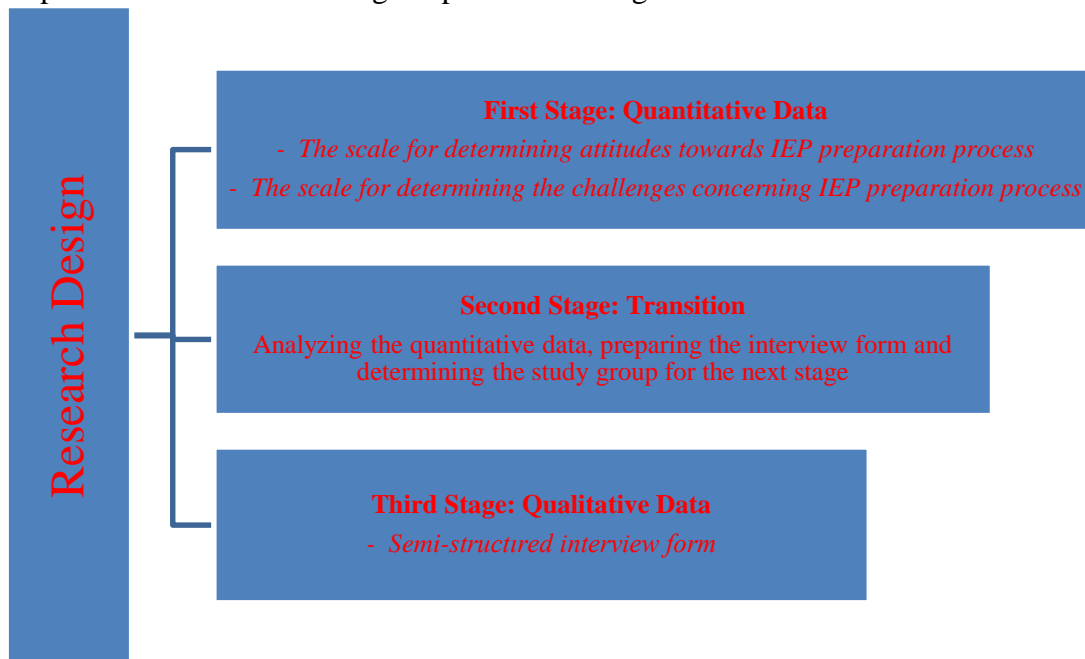 Research Design
First Stage: Quantitative Data
- The scale for determining attitudes towards IEP preparation process
- The scale for determining the challenges concerning IEP preparation process
Second Stage: Transition
Analyzing the quantitative data, preparing the interview form and
determining the study group for the next stage
Third Stage: Qualitative Data
- Semi-structıred interview form